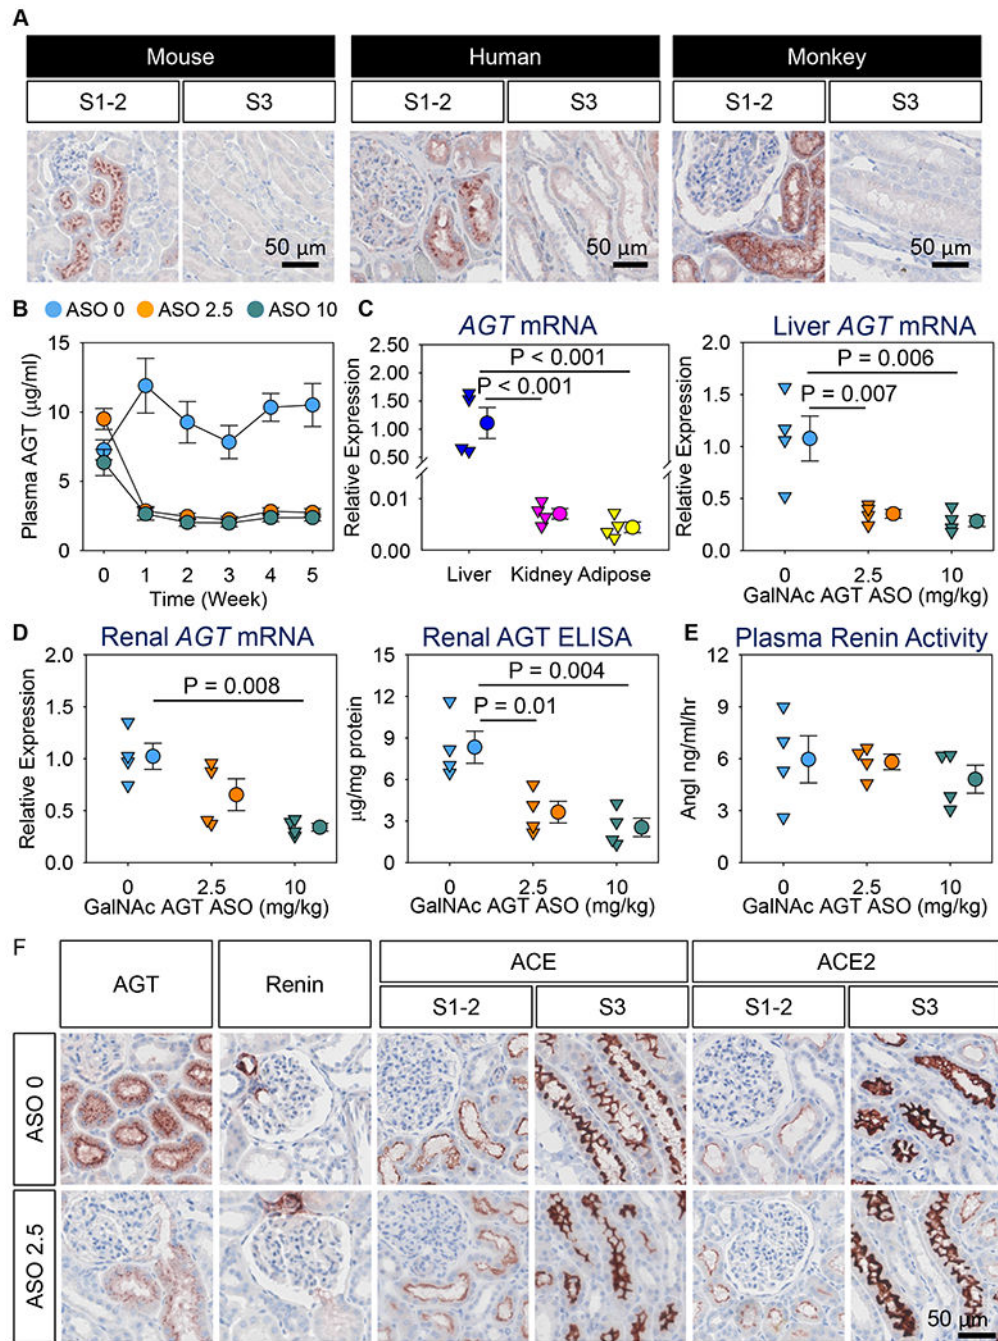 A
Mouse Human Monkey
S1-2 S3 S1-2 S3 S1-2 S3
50 μm 50 μm 50 μm
B ASO 0 ASO 2.5 ASO 10
Plasma AGT (μg/ml)
15
10
5
0
0 1 2 3 4 5
Time (Week)
C
AGT mRNA
Relative Expression
2.50
2.00
1.50
1.00
0.50
0.01
0.00
P < 0.001
P < 0.001
Liver Kidney Adipose
Liver AGT mRNA
Relative Expression
2.0
1.5
1.0
0.5
0.0
P = 0.006
P = 0.007
0 2.5 10
GalNAc AGT ASO (mg/kg)
D
Renal AGT mRNA
Relative Expression
2.0
1.5
1.0
0.5
0.0
P = 0.008
0 2.5 10
GalNAc AGT ASO (mg/kg)
Renal AGT ELISA
μg/mg protein
15
12
9
6
3
0
P = 0.004
P = 0.01
0 2.5 10
GalNAc AGT ASO (mg/kg)
E
Plasma Renin Activity
AngI ng/ml/hr
12
9
6
3
0
0 2.5 10
GalNAc AGT ASO (mg/kg)
F
AGT Renin ACE ACE2
S1-2 S3 S1-2 S3
ASO 0
ASO 2.5
50 μm